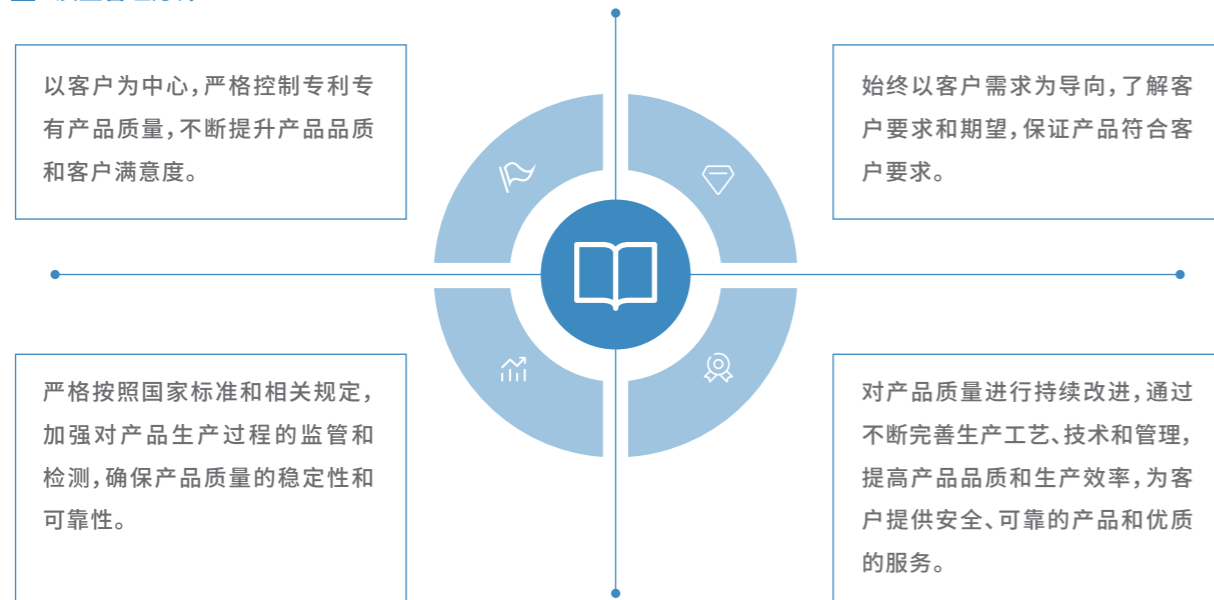 以客户为中心，严格控制专利专
有产品质量，不断提升产品品质
和客户满意度。
始终以客户需求为导向，了解客
户要求和期望，保证产品符合客
户要求。
严格按照国家标准和相关规定，
加强对产品生产过程的监管和
检测，确保产品质量的稳定性和
可靠性。
对产品质量进行持续改进，通过
不断完善生产工艺、技术和管理，
提高产品品质和生产效率，为客
户提供安全、可靠的产品和优质
的服务。